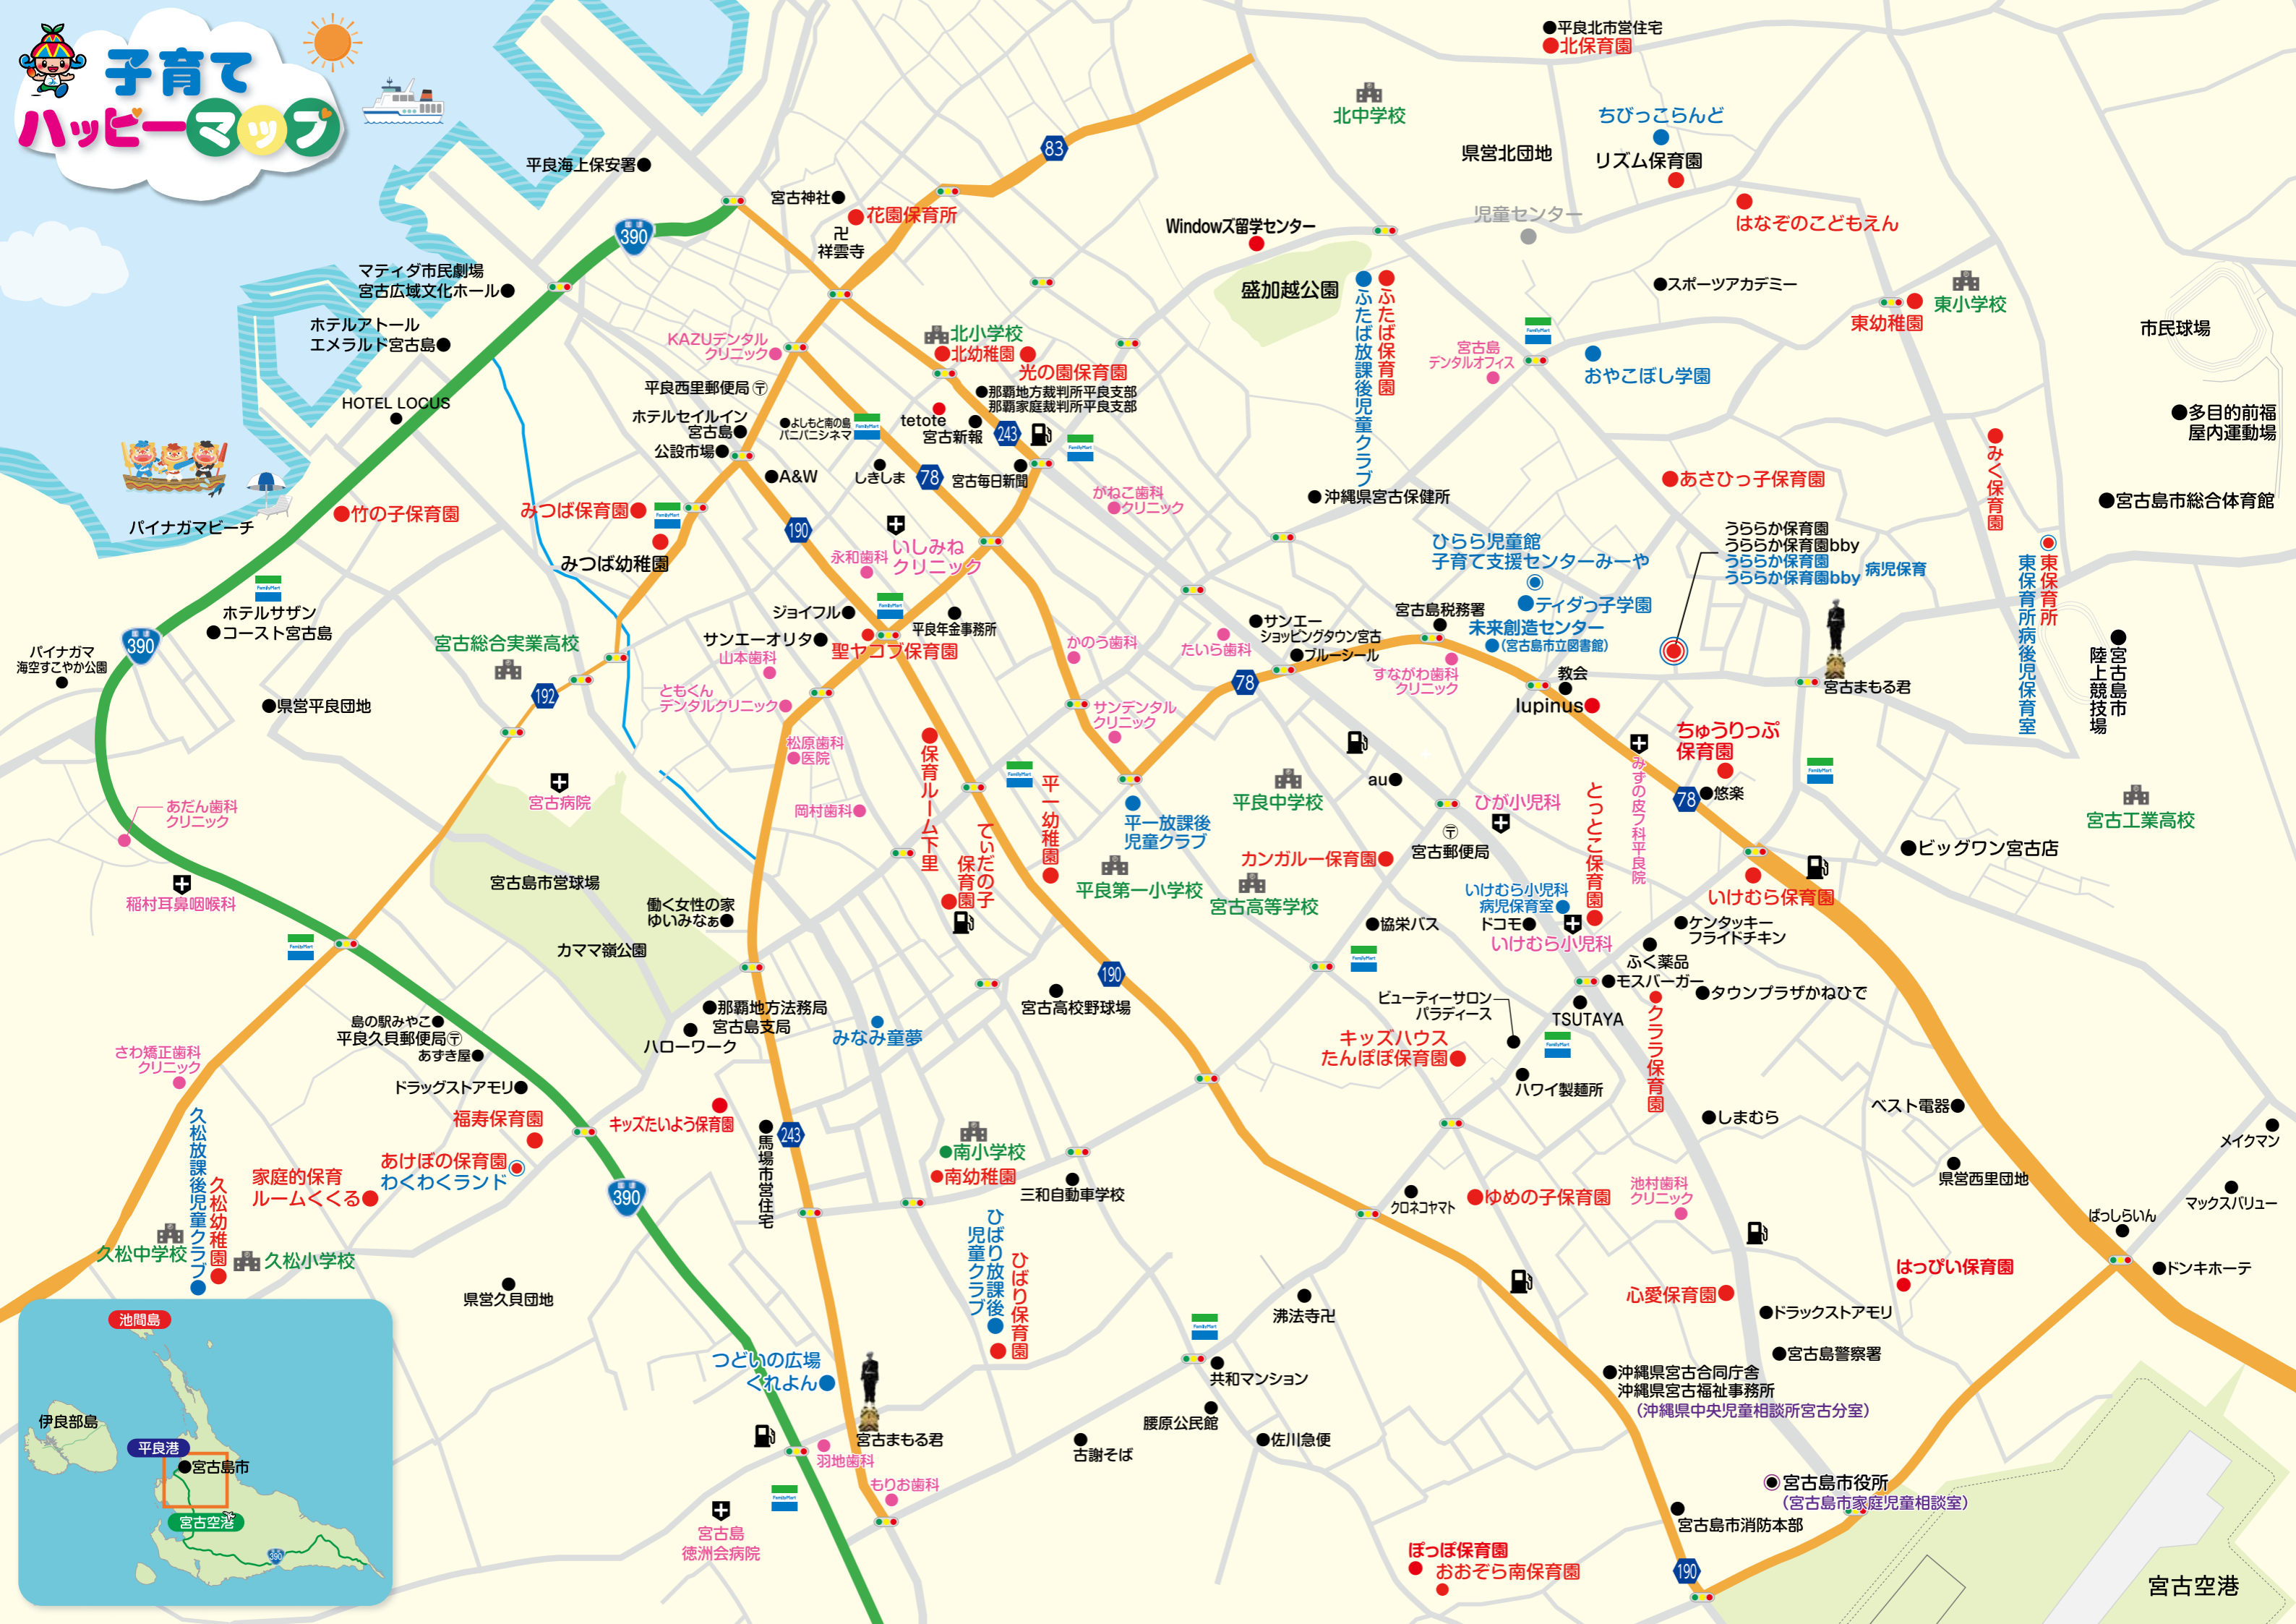 子育て
ハッピーマップ
平良北市営住宅
北保育園
北中学校
ちびっこらんど
県営北団地
リズム保育園
83
平良海上保安署
宮古神社
花園保育所
卍
祥雲寺
児童センター
はなぞのこどもえん
Windowズ留学センター
390
マティダ市民劇場
宮古広域文化ホール
盛加越公園
スポーツアカデミー
東小学校
東幼稚園
市民球場
ホテルアトール
エメラルド宮古島
KAZUデンタル
クリニック
北小学校
北幼稚園
光の園保育園
ふたば放課後児童クラブ
ふたば保育園
宮古島
デンタルオフィス
FamilyMart
おやこぼし学園
平良西里郵便局〒
那覇地方裁判所平良支部
那覇家庭裁判所平良支部
HOTEL LOCUS
ホテルセイルイン
宮古島
公設市場
よしもと南の島
パニパニシネマ
FamilyMart
tetote
宮古新報
243
FamilyMart
多目的前福
屋内運動場
A&W
しきしま
78
宮古毎日新聞
がねこ歯科
クリニック
沖縄県宮古保健所
あさひっ子保育園
みく保育園
宮古島市総合体育館
パイナガマビーチ
竹の子保育園
みつば保育園
FamilyMart
みつば幼稚園
190
永和歯科
いしみね
クリニック
ひらら児童館
子育て支援センターみーや
うららか保育園
うららか保育園bby
うららか保育園
うららか保育園bby
病児保育
東保育所
東保育所病後児保育室
FamilyMart
ホテルサザン
コースト宮古島
390
パイナガマ
海空すこやか公園
宮古総合実業高校
ジョイフル
FamilyMart
平良年金事務所
サンエーオリタ
聖ヤコブ保育園
山本歯科
ともくん
デンタルクリニック
かのう歯科
たいら歯科
サンエー
ショッピングタウン宮古
ブルーシール
宮古島税務署
ティダっ子学園
未来創造センター
(宮古島市立図書館)
すながわ歯科
クリニック
教会
lupinus
宮古まもる君
宮古島市
陸上競技場
県営平良団地
192
78
サンデンタル
クリニック
松原歯科
医院
保育ルーム下里
FamilyMart
平一幼稚園
au
ちゅうりっぷ
保育園
みずの皮フ科平良院
FamilyMart
78
悠楽
宮古工業高校
あだん歯科
クリニック
宮古病院
岡村歯科
てぃだの子
保育園
平一放課後
児童クラブ
平良中学校
ひが小児科
〒
宮古郵便局
とっとこ保育園
カンガルー保育園
ビッグワン宮古店
稲村耳鼻咽喉科
宮古島市営球場
働く女性の家
ゆいみなぁ
平良第一小学校
宮古高等学校
いけむら小児科
病児保育室
いけむら保育園
FamilyMart
カママ嶺公園
協栄バス
ドコモ
いけむら小児科
ケンタッキー
フライドチキン
FamilyMart
ふく薬品
モスバーガー
タウンプラザかねひで
190
那覇地方法務局
宮古島支局
宮古高校野球場
ビューティーサロン
パラディース
TSUTAYA
島の駅みやこ
平良久貝郵便局〒
あずき屋
ハローワーク
みなみ童夢
キッズハウス
たんぽぽ保育園
FamilyMart
クララ保育園
さわ矯正歯科
クリニック
ドラッグストアモリ
ハワイ製麺所
福寿保育園
キッズたいよう保育園
しまむら
ベスト電器
メイクマン
久松放課後児童クラブ
久松幼稚園
家庭的保育
ルームくくる
あけぼの保育園
わくわくランド
390
馬場市営住宅
243
南小学校
南幼稚園
三和自動車学校
クロネコヤマト
ゆめの子保育園
池村歯科
クリニック
県営西里団地
マックスバリュー
ぱっしらいん
久松中学校
久松小学校
ひばり放課後
児童クラブ
ひばり保育園
はっぴい保育園
ドンキホーテ
県営久貝団地
心愛保育園
ドラックストアモリ
沸法寺卍
FamilyMart
つどいの広場
くれよん
共和マンション
宮古島警察署
沖縄県宮古合同庁舎
沖縄県宮古福祉事務所
(沖縄県中央児童相談所宮古分室)
腰原公民館
宮古まもる君
羽地歯科
古謝そば
佐川急便
もりお歯科
FamilyMart
宮古島
徳洲会病院
宮古島市役所
(宮古島市家庭児童相談室)
宮古島市消防本部
ぽっぽ保育園
おおぞら南保育園
190
宮古空港
池間島
伊良部島
平良港
宮古島市
宮古空港
390